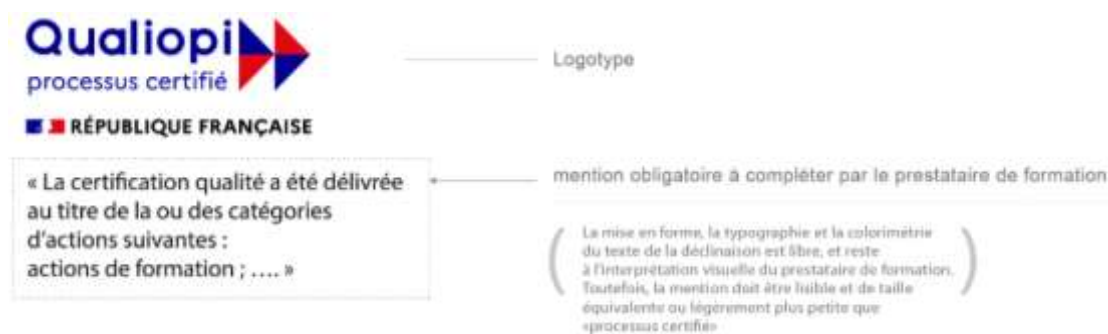 Qualiopi
processus certifié
RÉPUBLIQUE FRANÇAISE
« La certification qualité a été délivrée
au titre de la ou des catégories
d'actions suivantes :
actions de formation ; .... »
Logotype
mention obligatoire à compléter par le prestataire de formation
( La mise en forme, la typographie et la colorimétrie
du texte de la déclinaison est libre, et reste
à l'interprétation visuelle du prestataire de formation.
Toutefois, la mention doit être lisible et de taille
équivalente ou légèrement plus petite que
«processus certifié» )